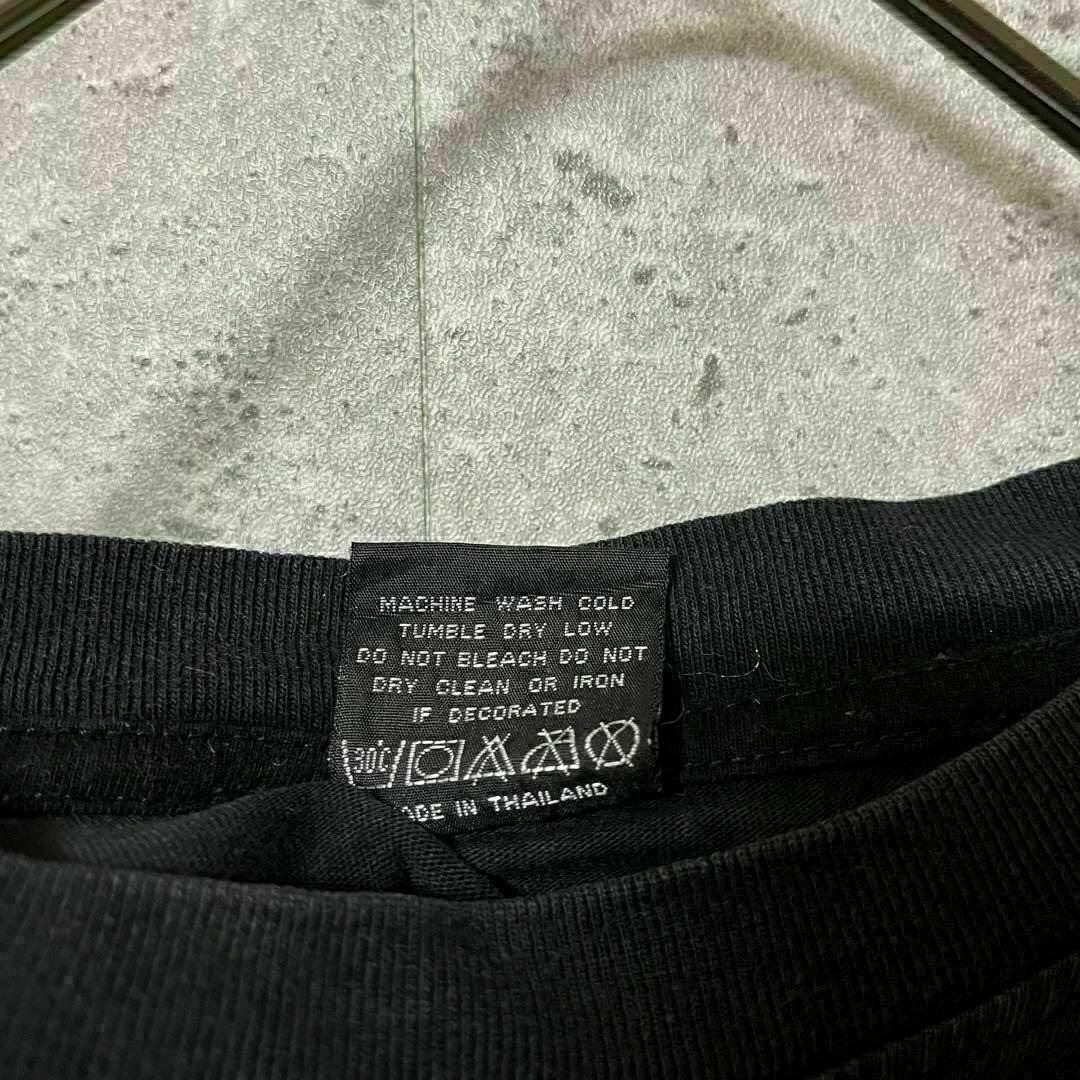 MACHINE WASH COLD
TUMBLE DRY LOW
DO NOT BLEACH DO NOT
DRY CLEAN OR IRON
IF DECORATED
30°C
ADE IN THAILAND